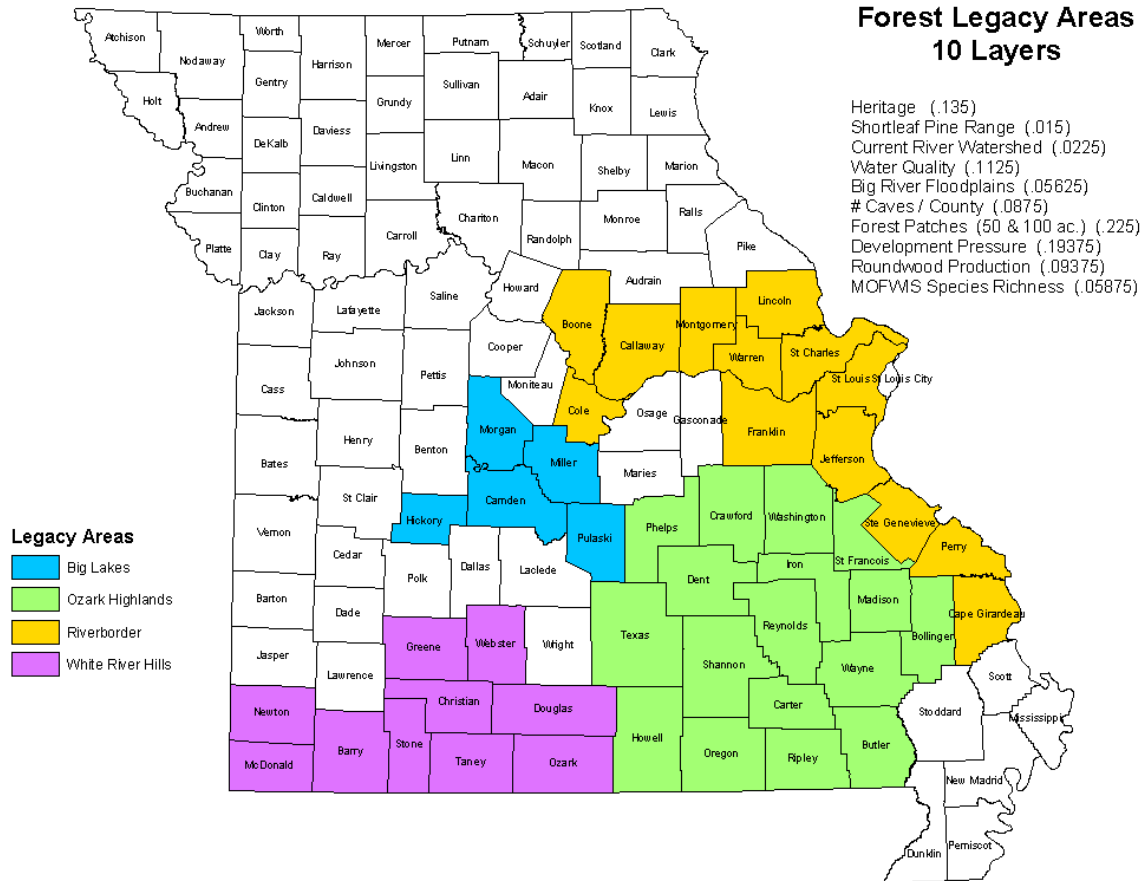 Forest Legacy Areas
10 Layers
Heritage (.135)
Shortleaf Pine Range (.015)
Current River Watershed (.0225)
Water Quality (.1125)
Big River Floodplains (.05625)
# Caves / County (.0875)
Forest Patches (50 & 100 ac.) (.225)
Development Pressure (.19375)
Roundwood Production (.09375)
MOFWIS Species Richness (.05875)
Atchison
Nodaway
Worth
Harrison
Mercer
Putnam
Schuyler
Scotland
Clark
Holt
Gentry
Sullivan
Adair
Knox
Lewis
Andrew
DeKalb
Daviess
Grundy
Livingston
Linn
Macon
Shelby
Marion
Buchanan
Clinton
Caldwell
Chariton
Monroe
Ralls
Platte
Clay
Ray
Carroll
Randolph
Pike
Audrain
Howard
Saline
Jackson
Lafayette
Boone
Callaway
Montgomery
Lincoln
Warren
St Charles
Cooper
Johnson
Pettis
Moniteau
St Louis
St Louis City
Cass
Cole
Osage
Gasconade
Franklin
Henry
Benton
Morgan
Miller
Maries
Jefferson
Bates
St Clair
Camden
Hickory
Pulaski
Phelps
Crawford
Washington
Ste Genevieve
Perry
Vernon
Cedar
Polk
Dallas
Laclede
Dent
Iron
St Francois
Madison
Bollinger
Cape Girardeau
Barton
Dade
Greene
Webster
Wright
Texas
Reynolds
Shannon
Wayne
Jasper
Lawrence
Christian
Douglas
Scott
Stoddard
Mississippi
Newton
McDonald
Barry
Stone
Taney
Ozark
Howell
Oregon
Carter
Ripley
Butler
New Madrid
Dunklin
Pemiscot
Legacy Areas
Big Lakes
Ozark Highlands
Riverborder
White River Hills